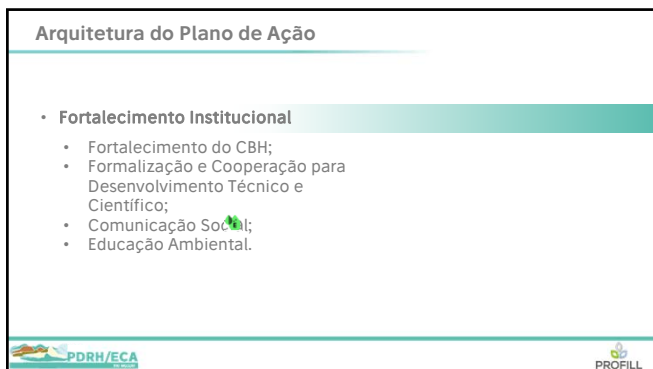 Arquitetura do Plano de Ação
• Fortalecimento Institucional
• Fortalecimento do CBH;
• Formalização e Cooperação para
Desenvolvimento Técnico e
Científico;
• Comunicação Social;
• Educação Ambiental.
PDRH/ECA
PROFILL